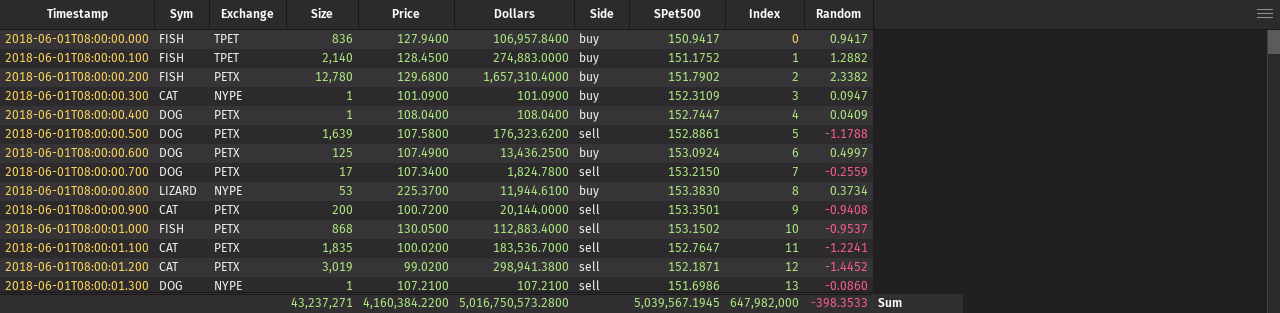 Timestamp Sym Exchange Size Price Dollars Side SPet500 Index Random
2018-06-01T08:00:00.000 FISH TPET 836 127.9400 106,957.8400 buy 150.9417 0 0.9417
2018-06-01T08:00:00.100 FISH TPET 2,140 128.4500 274,883.0000 buy 151.1752 1 1.2882
2018-06-01T08:00:00.200 FISH PETX 12,780 129.6800 1,657,310.4000 buy 151.7902 2 2.3382
2018-06-01T08:00:00.300 CAT NYPE 1 101.0900 101.0900 buy 152.3109 3 0.0947
2018-06-01T08:00:00.400 DOG PETX 1 108.0400 108.0400 buy 152.7447 4 0.0409
2018-06-01T08:00:00.500 DOG PETX 1,639 107.5800 176,323.6200 sell 152.8861 5 -1.1788
2018-06-01T08:00:00.600 DOG PETX 125 107.4900 13,436.2500 buy 153.0924 6 0.4997
2018-06-01T08:00:00.700 DOG PETX 17 107.3400 1,824.7800 sell 153.2150 7 -0.2559
2018-06-01T08:00:00.800 LIZARD NYPE 53 225.3700 11,944.6100 buy 153.3830 8 0.3734
2018-06-01T08:00:00.900 CAT PETX 200 100.7200 20,144.0000 sell 153.3501 9 -0.9408
2018-06-01T08:00:01.000 FISH PETX 868 130.0500 112,883.4000 sell 153.1502 10 -0.9537
2018-06-01T08:00:01.100 CAT PETX 1,835 100.0200 183,536.7000 sell 152.7647 11 -1.2241
2018-06-01T08:00:01.200 CAT PETX 3,019 99.0200 298,941.3800 sell 152.1871 12 -1.4452
2018-06-01T08:00:01.300 DOG NYPE 1 107.2100 107.2100 sell 151.6986 13 -0.0860
43,237,271 4,160,384.2200 5,016,750,573.2800 5,039,567.1945 647,982,000 -398.3533 Sum